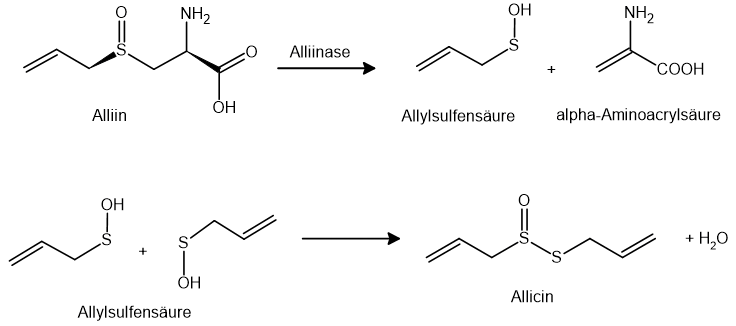 O
NH₂
OH
S
O
Alliinase
S
NH₂
OH
+
COOH
Alliin
Allylsulfensäure
alpha-Aminoacrylsäure
OH
O
S
+
S
S
S
+ H₂O
OH
Allylsulfensäure
Allicin